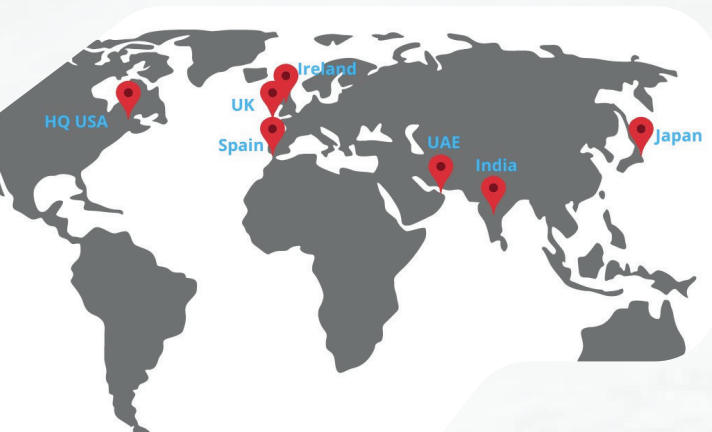 Ireland
UK
HQ USA
Spain
UAE
Japan
India